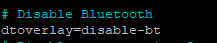 # Disable Bluetooth
dtoverlay=disable-bt